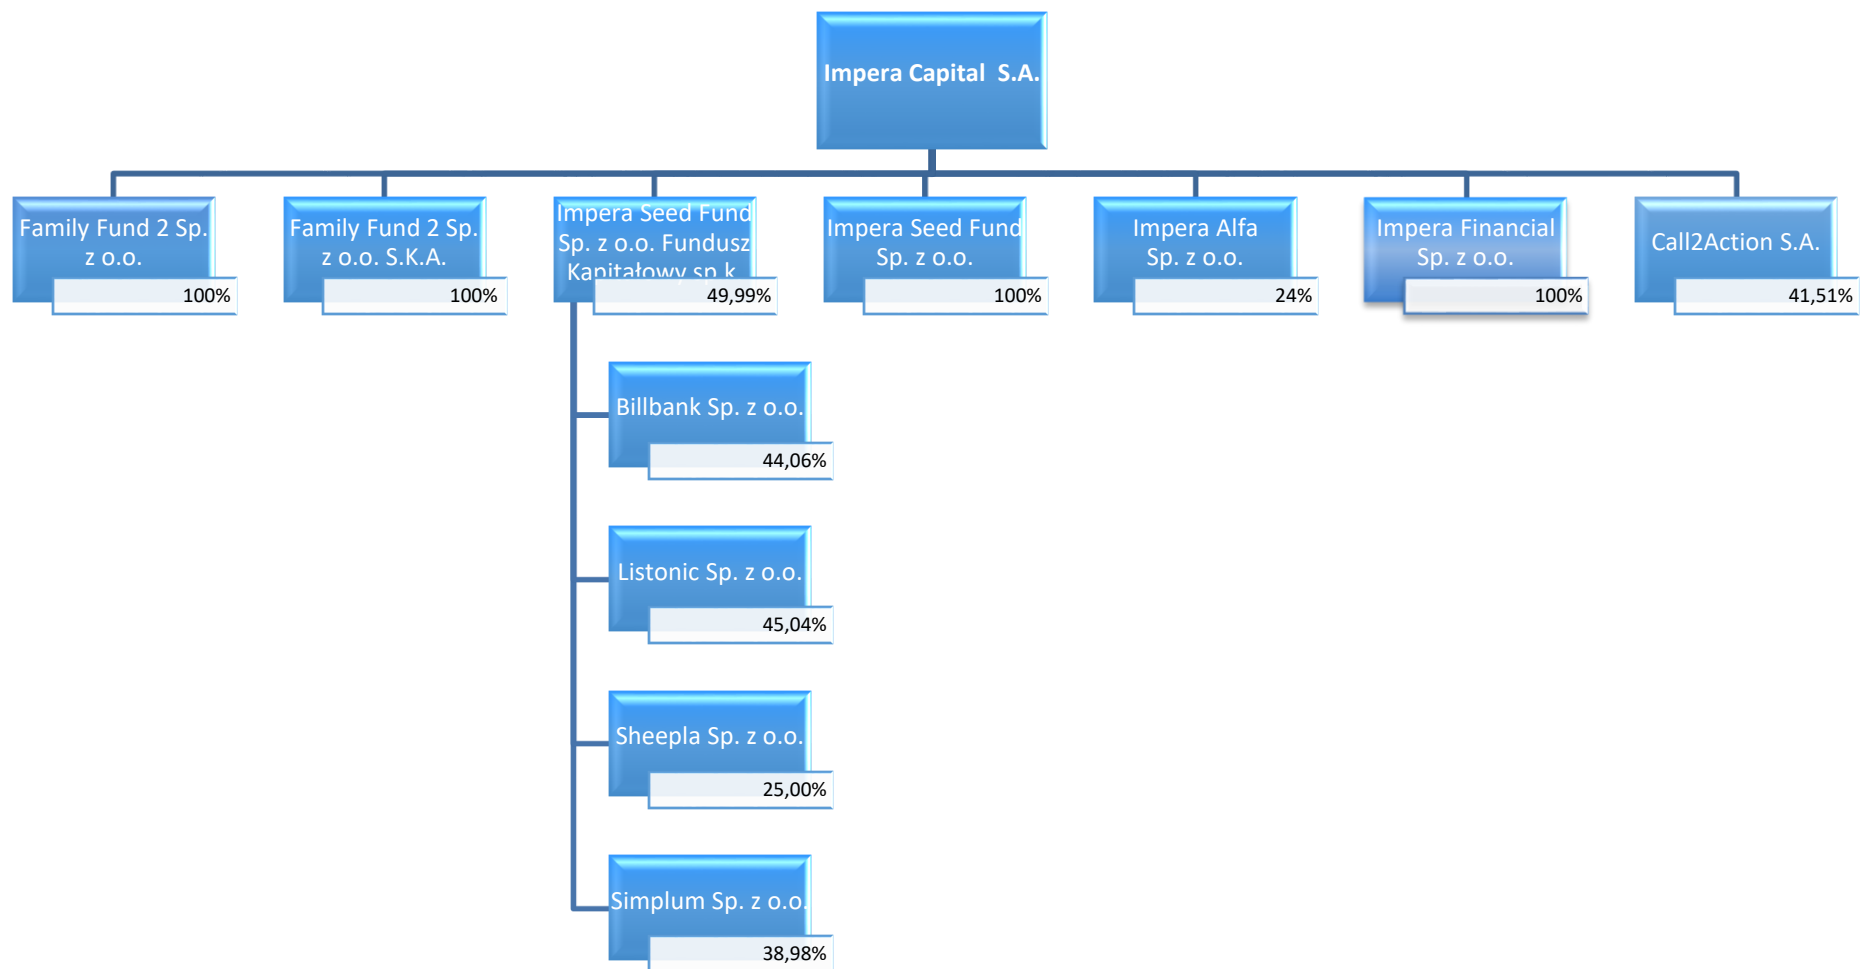 Impera Capital  S.A.
Family Fund 2 Sp.
z o.o.
100%
Family Fund 2 Sp.
z o.o. S.K.A.
100%
Impera Seed Fund
Sp. z o.o. Fundusz
Kapitałowy sp.k
49,99%
Impera Seed Fund
Sp. z o.o.
100%
Impera Alfa
Sp. z o.o.
24%
Impera Financial
Sp. z o.o.
100%
Call2Action S.A.
41,51%
Billbank Sp. z o.o.
44,06%
Listonic Sp. z o.o.
45,04%
Sheepla Sp. z o.o.
25,00%
Simplum Sp. z o.o.
38,98%